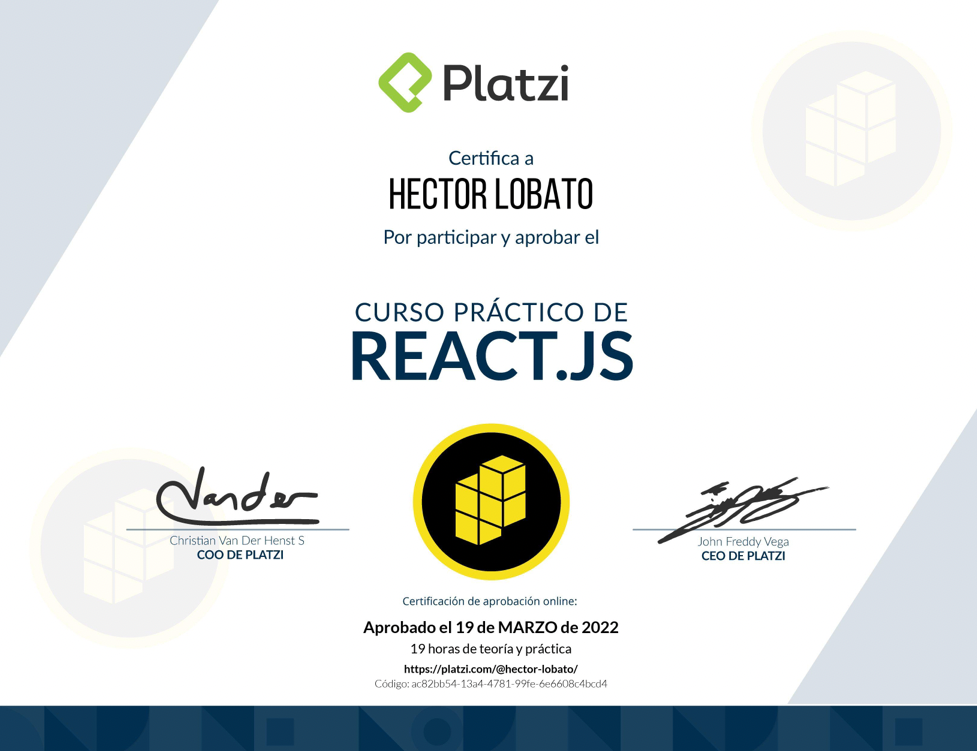 Platzi
Certifica a
HECTOR LOBATO
Por participar y aprobar el
CURSO PRÁCTICO DE
REACT.JS
Vander
Christian Van Der Henst S
COO DE PLATZI
John Freddy Vega
CEO DE PLATZI
Certificación de aprobación online:
Aprobado el 19 de MARZO de 2022
19 horas de teoría y práctica
https://platzi.com/@hector-lobato/
Código: ac82bb54-13a4-4781-99fe-6e6608c4bcd4